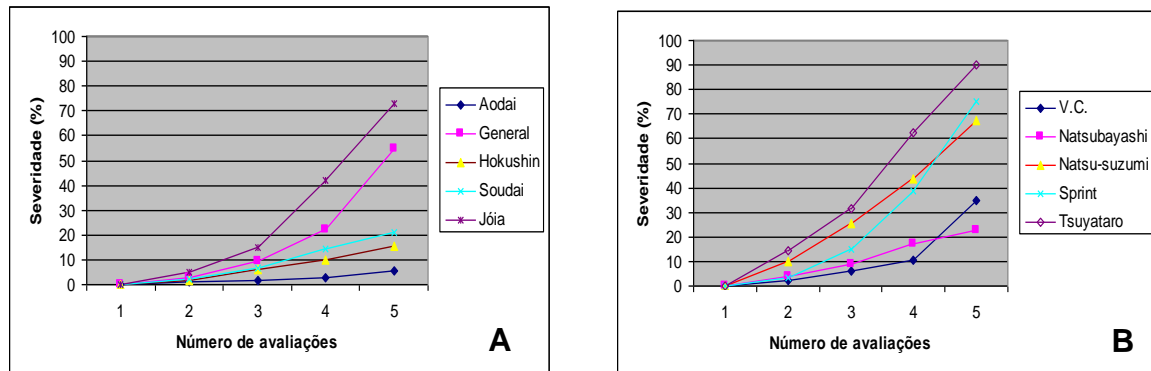 Severidade (%)
100
90
80
70
60
50
40
30
20
10
0
1 2 3 4 5
Número de avaliações
Aodai
General
Hokushin
Soudai
Jóia
A
Severidade (%)
100
90
80
70
60
50
40
30
20
10
0
1 2 3 4 5
Número de avaliações
V.C.
Natsubayashi
Natsu-suzumi
Sprint
Tsuyataro
B